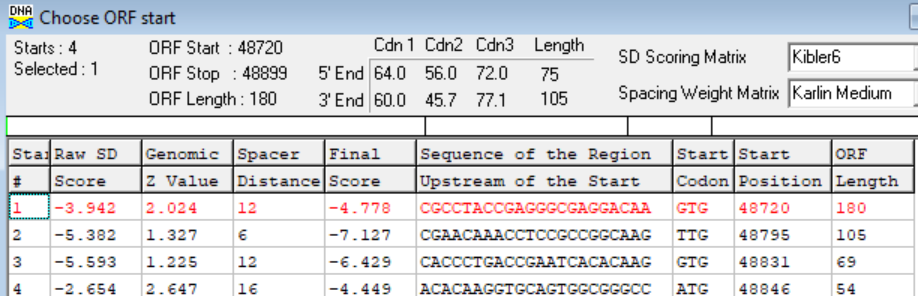 DNA Choose ORF start
Starts : 4 ORF Start : 48720 Cdn 1 Cdn2 Cdn3 Length SD Scoring Matrix Kibler6
Selected : 1 ORF Stop : 48899 5' End 64.0 56.0 72.0 75
ORF Length : 180 3' End 60.0 45.7 77.1 105 Spacing Weight Matrix Karlin Medium
Star Raw SD Genomic Spacer Final Sequence of the Region Start Start ORF
# Score Z Value Distance Score Upstream of the Start Codon Position Length
1 -3.942 2.024 12 -4.778 CGCCTACCGAGGGCGAGGACAA GTG 48720 180
2 -5.382 1.327 6 -7.127 CGAACAAACCTCCGCCGGCAAG TTG 48795 105
3 -5.593 1.225 12 -6.429 CACCCTGACCGAATCACACAAG GTG 48831 69
4 -2.654 2.647 16 -4.449 ACACAAGGTGCAGTGGCGGGCC ATG 48846 54